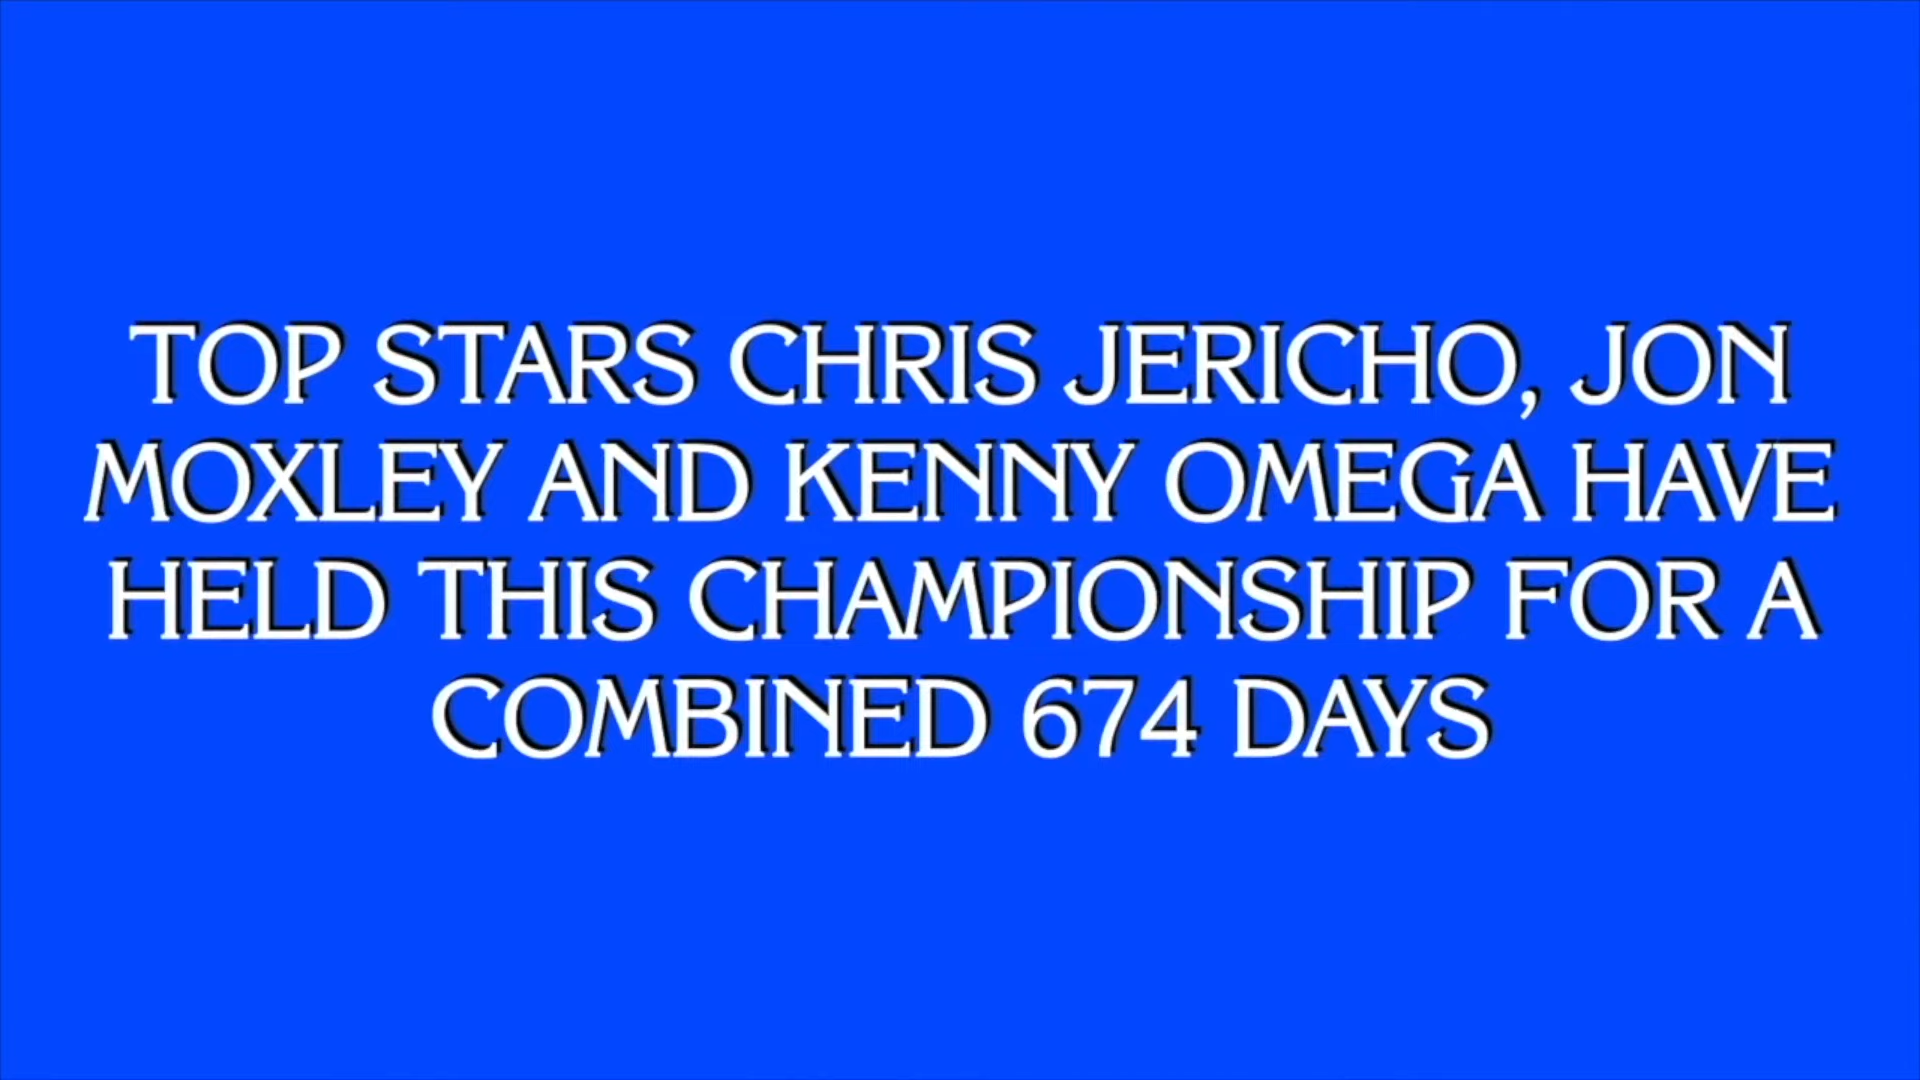 TOP STARS CHRIS JERICHO, JON
MOXLEY AND KENNY OMEGA HAVE
HELD THIS CHAMPIONSHIP FOR A
COMBINED 674 DAYS